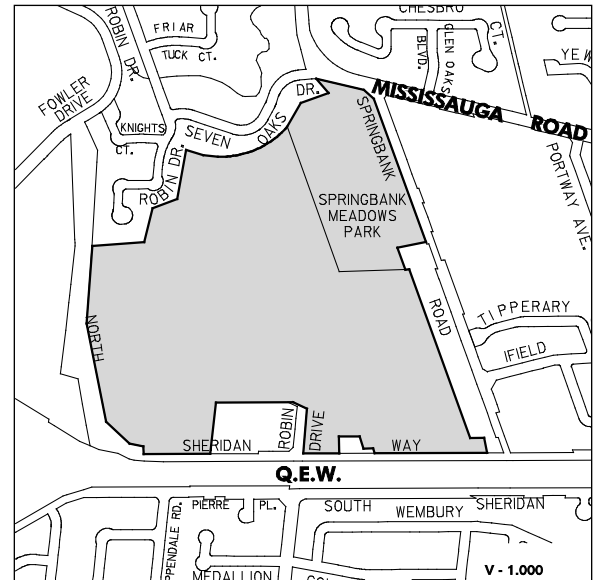 CHESBRO
CT.
ROBIN DR.
FRIAR
TUCK CT.
GLEN OAKS
BLVD.
YEW
FOWLER
DRIVE
DR.
MISSISSAUGA ROAD
KNIGHTS
CT.
SEVEN OAKS
SPRINGBANK
ROBIN DR.
PORTWAY AVE.
SPRINGBANK
MEADOWS
PARK
NORTH
ROAD
TIPPERARY
IFIELD
ROBIN
DRIVE
SHERIDAN WAY
Q.E.W.
PIERRE PL.
SOUTH
WEMBURY
SHERIDAN
PPENDALE RD.
MEDALLION
V - 1.000